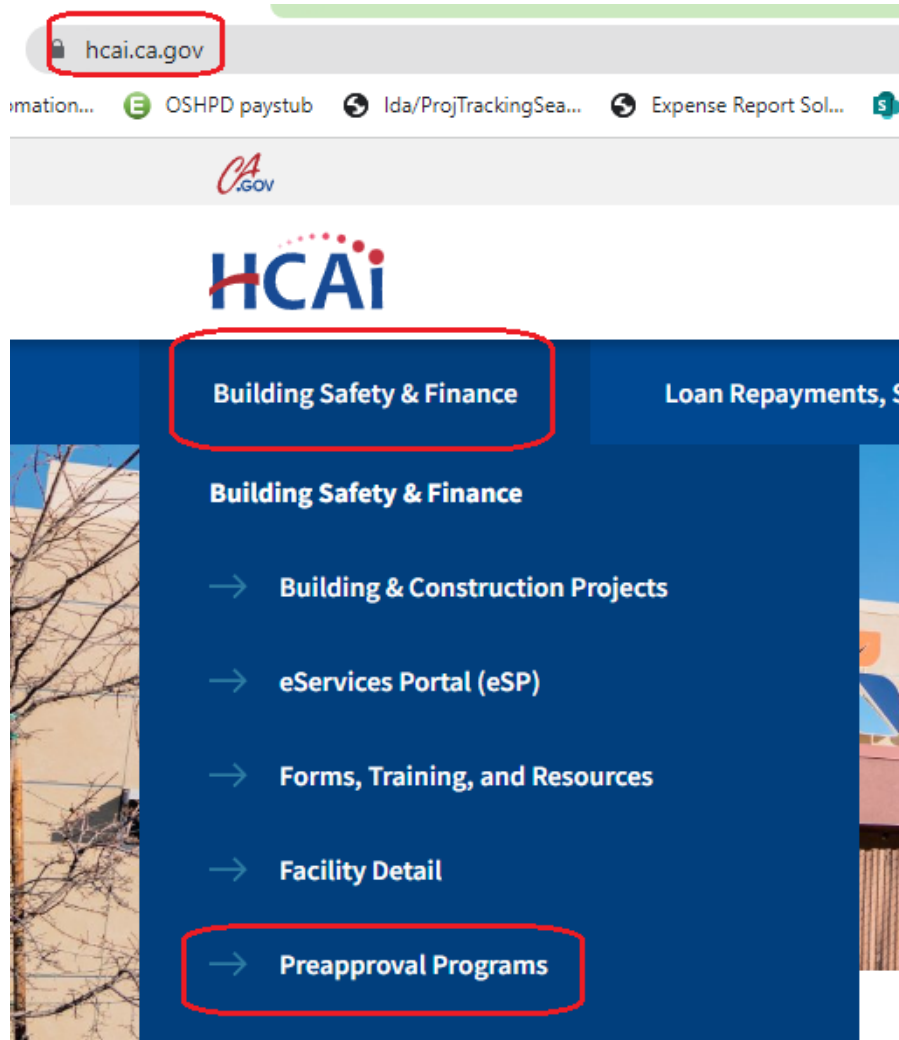 hcai.ca.gov
omation... E OSHPD paystub Ida/ProjTrackingSea... Expense Report Sol... S
CA.GOV
HCAi
Building Safety & Finance Loan Repayments, S
Building Safety & Finance
Building & Construction Projects
eServices Portal (eSP)
Forms, Training, and Resources
Facility Detail
Preapproval Programs